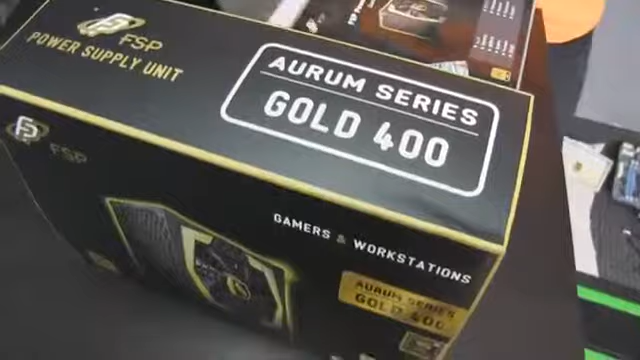 FSP
POWER SUPPLY UNIT
AURUM SERIES
GOLD 400
FSP
GAMERS & WORKSTATIONS
AURUM SERIES
GOLD 400